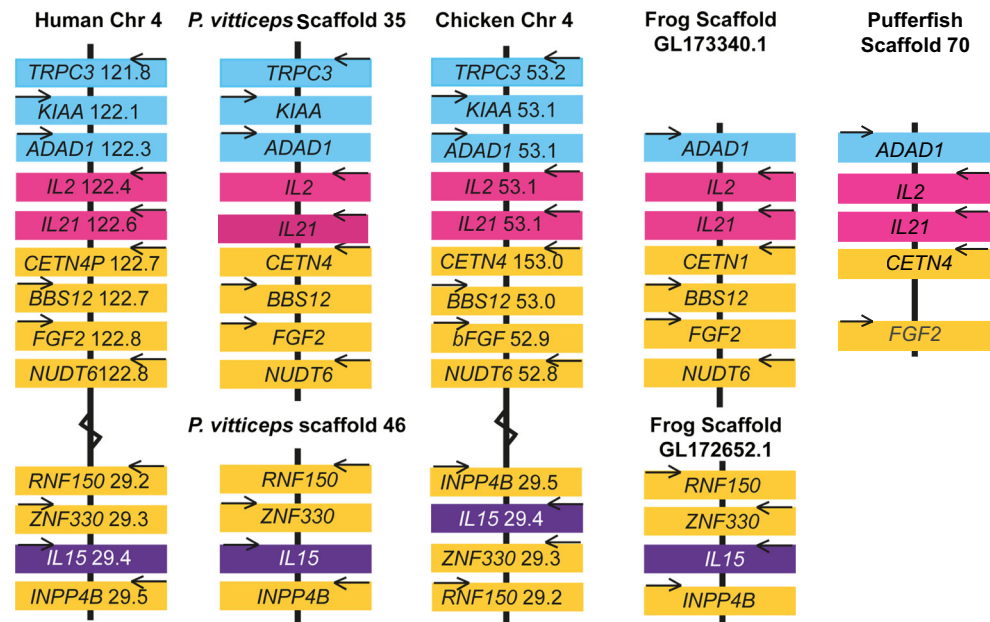 Human Chr 4
TRPC3 121.8
KIAA 122.1
ADAD1 122.3
IL2 122.4
IL21 122.6
CETN4P 122.7
BBS12 122.7
FGF2 122.8
NUDT6122.8
RNF150 29.2
ZNF330 29.3
IL15 29.4
INPP4B 29.5
P. vitticeps Scaffold 35
TRPC3
KIAA
ADAD1
IL2
IL21
CETN4
BBS12
FGF2
NUDT6
P. vitticeps scaffold 46
RNF150
ZNF330
IL15
INPP4B
Chicken Chr 4
TRPC3 53.2
KIAA 53.1
ADAD1 53.1
IL2 53.1
IL21 53.1
CETN4 153.0
BBS12 53.0
bFGF 52.9
NUDT6 52.8
INPP4B 29.5
IL15 29.4
ZNF330 29.3
RNF150 29.2
Frog Scaffold
GL173340.1
ADAD1
IL2
IL21
CETN1
BBS12
FGF2
NUDT6
Frog Scaffold
GL172652.1
RNF150
ZNF330
IL15
INPP4B
Pufferfish
Scaffold 70
ADAD1
IL2
IL21
CETN4
FGF2